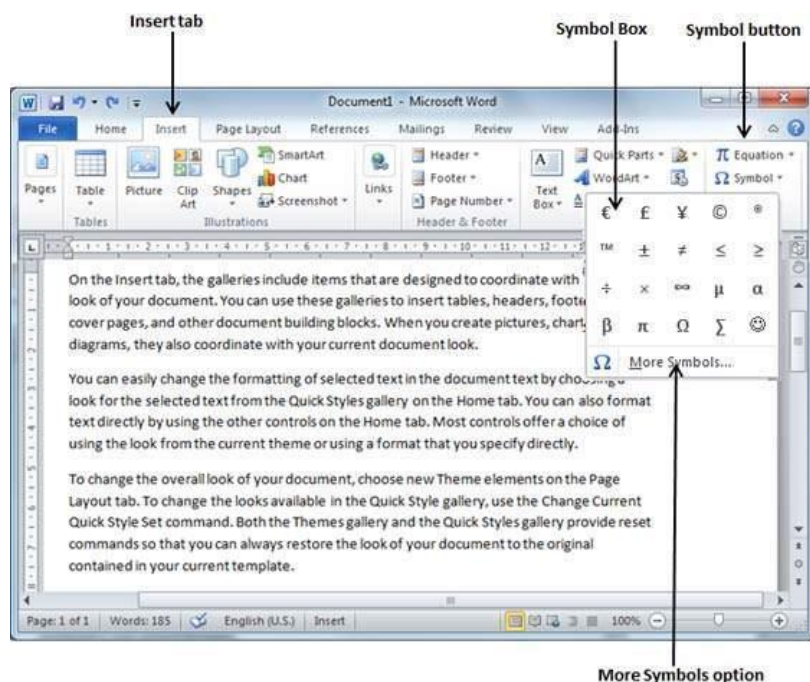 Insert tab
Symbol Box
Symbol button
Document1 - Microsoft Word
File Home Insert Page Layout References Mailings Review View Add-Ins
Pages
Table
Tables
Picture
Clip
Art
Shapes
SmartArt
Chart
Screenshot
Illustrations
Links
Header
Footer
Page Number
Header & Footer
Text
Box
Quick Parts
WordArt
π Equation
Ω Symbol
€ £ ¥ © ®
™ ± ≠ ≤ ≥
÷ × ∞ µ α
β π Ω ∑ ☺
Ω More Symbols...
1 2 3 4 5 6 7 8 9 10 11 12
On the Insert tab, the galleries include items that are designed to coordinate with
look of your document. You can use these galleries to insert tables, headers,
cover pages, and other document building blocks. When you create pictures,
diagrams, they also coordinate with your current document look.
You can easily change the formatting of selected text in the document text by choosing a
look for the selected text from the Quick Styles gallery on the Home tab. You can also format
text directly by using the other controls on the Home tab. Most controls offer a choice of
using the look from the current theme or using a format that you specify directly.
To change the overall look of your document, choose new Theme elements on the Page
Layout tab. To change the looks available in the Quick Style gallery, use the Change Current
Quick Style Set command. Both the Themes gallery and the Quick Styles gallery provide reset
commands so that you can always restore the look of your document to the original
contained in your current template.
Page: 1 of 1 Words: 185 English (U.S.) Insert 100%
More Symbols option